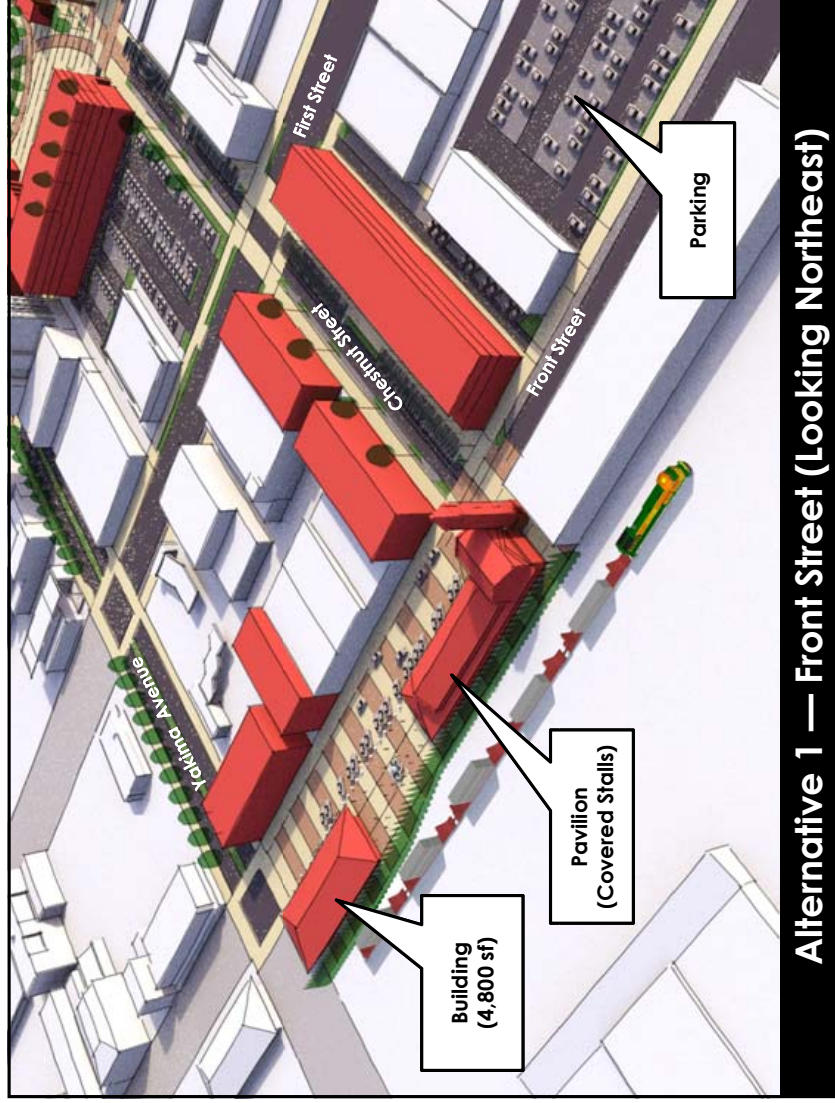 First Street
Chestnut Street
Yakima Avenue
Front Street
Parking
Pavilion
(Covered Stalls)
Building
(4,800 sf)
Alternative 1 — Front Street (Looking Northeast)